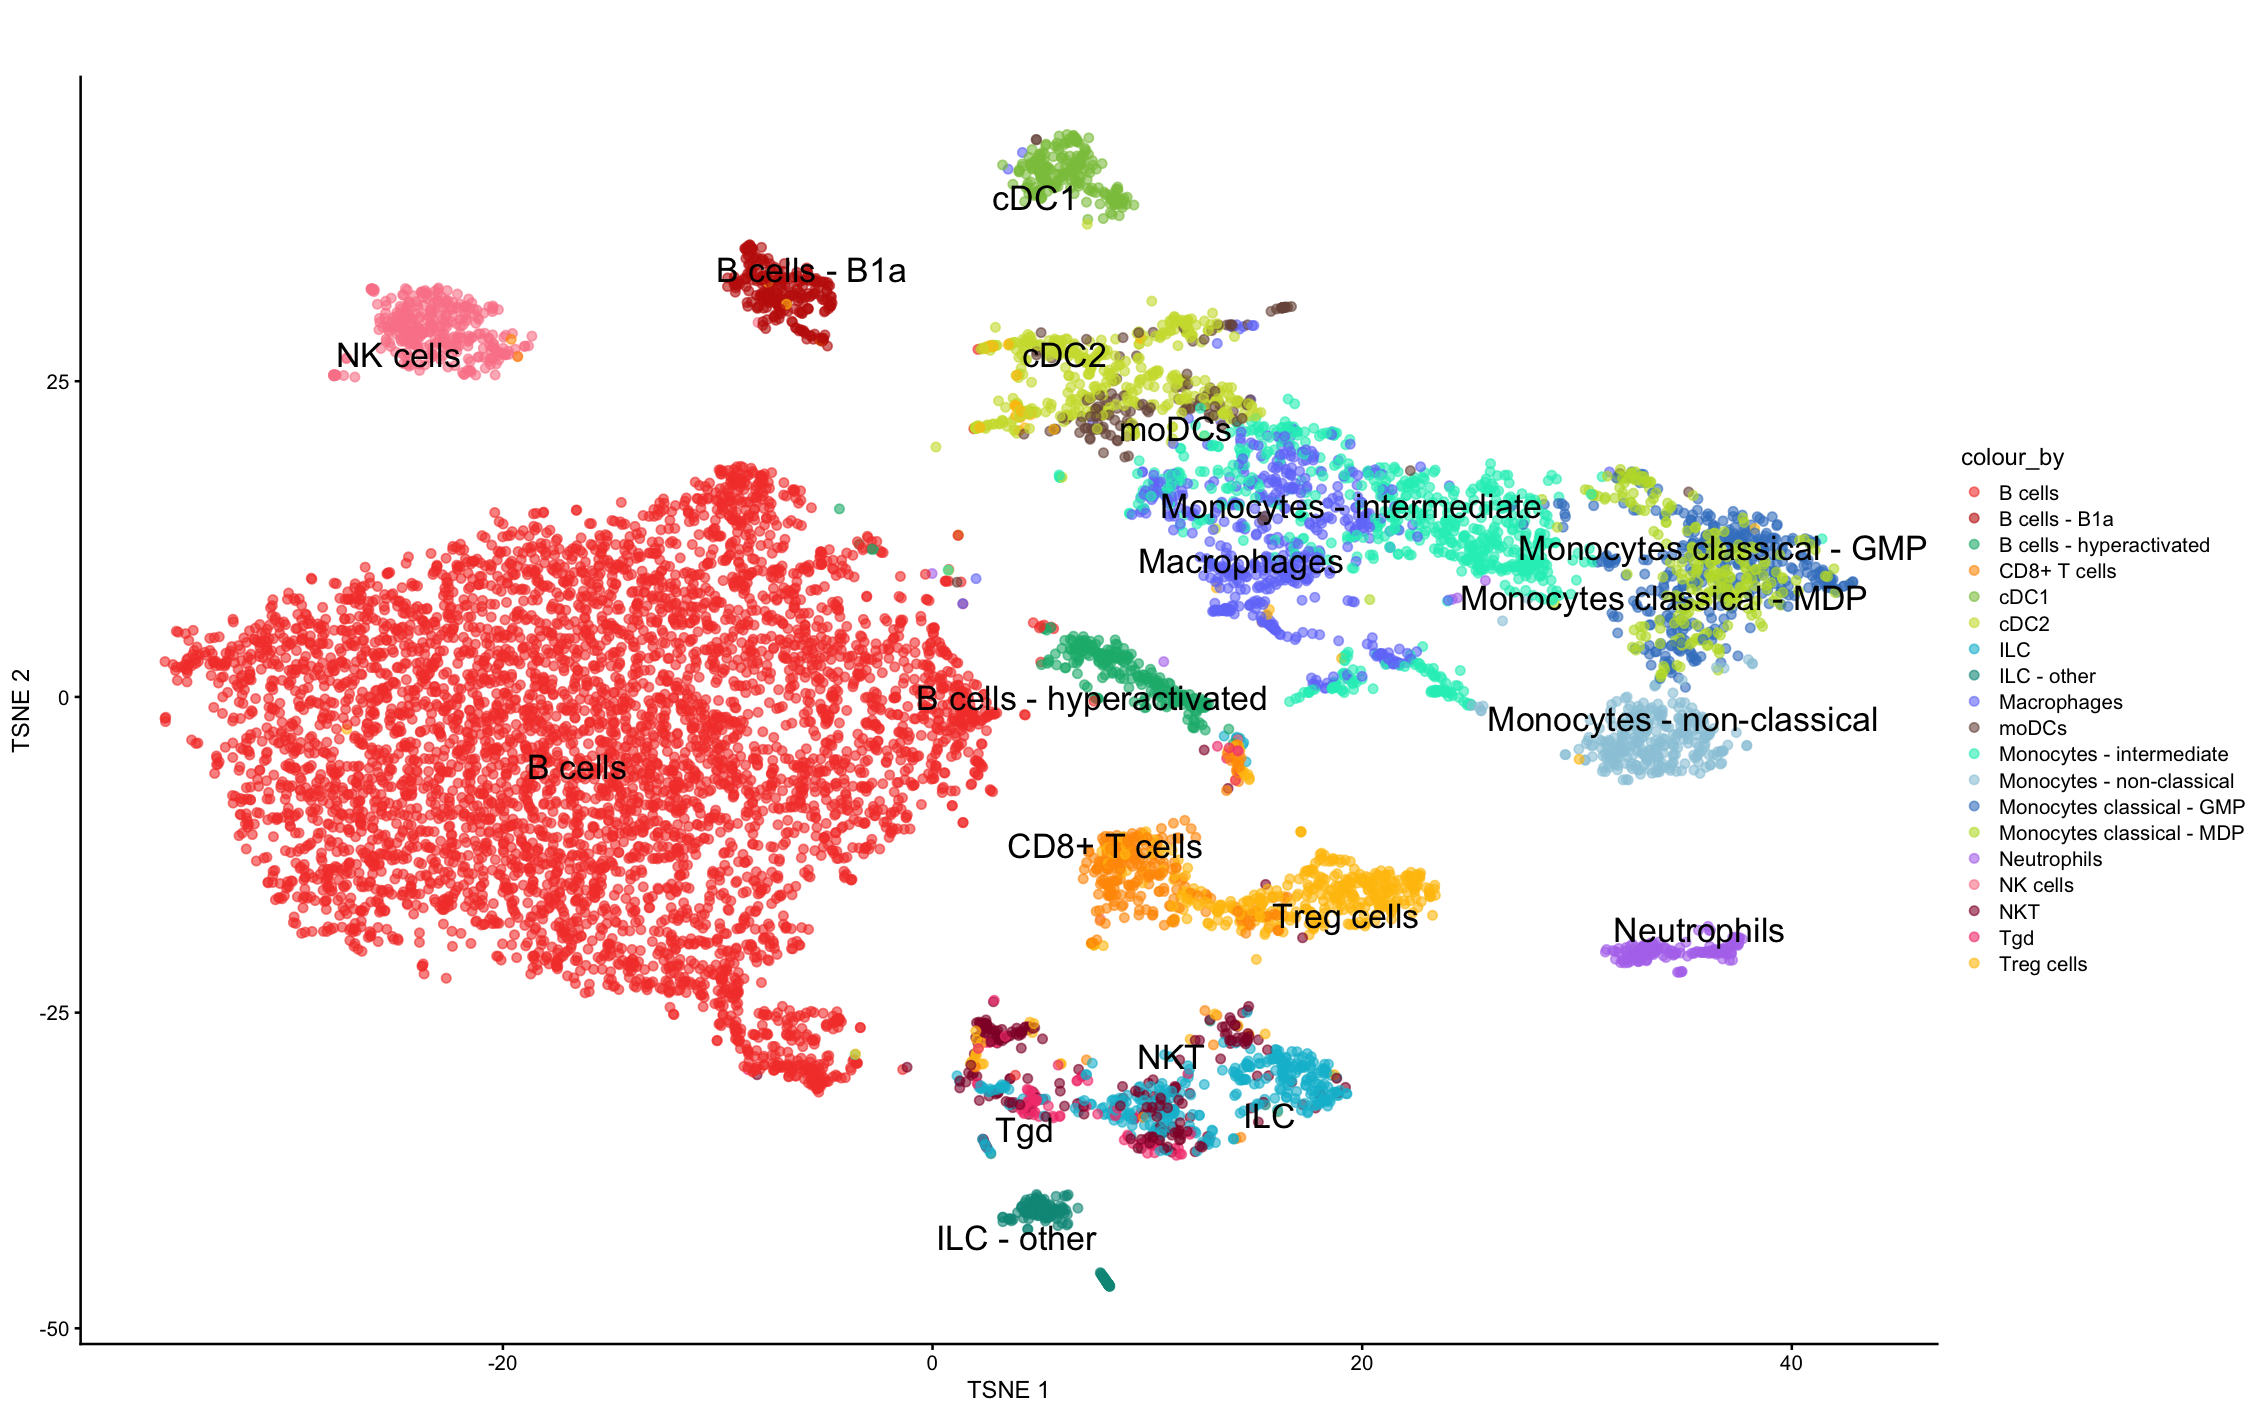 cDC1
B cells - B1a
NK cells
cDC2
moDCs
Monocytes - intermediate
Macrophages
Monocytes classical - GMP
Monocytes classical - MDP
B cells - hyperactivated
Monocytes - non-classical
B cells
CD8+ T cells
Treg cells
Neutrophils
NKT
ILC
Tgd
ILC - other
25
0
-25
-50
TSNE 2
-20
0
20
40
TSNE 1
colour_by
B cells
B cells - B1a
B cells - hyperactivated
CD8+ T cells
cDC1
cDC2
ILC
ILC - other
Macrophages
moDCs
Monocytes - intermediate
Monocytes - non-classical
Monocytes classical - GMP
Monocytes classical - MDP
Neutrophils
NK cells
NKT
Tgd
Treg cells